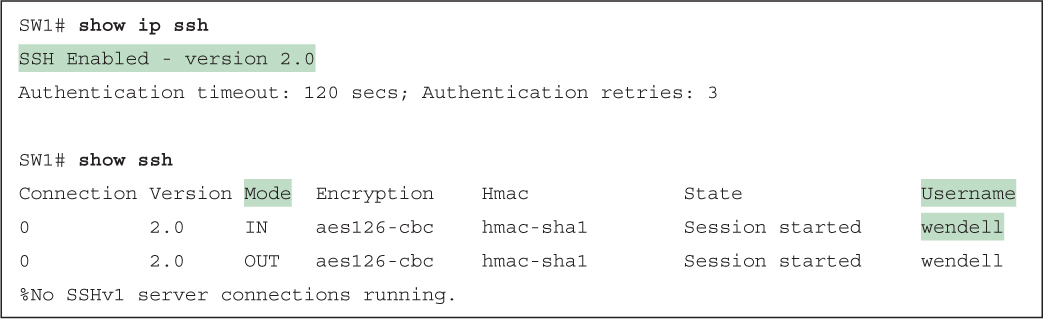 SW1# show ip ssh
SSH Enabled - version 2.0
Authentication timeout: 120 secs; Authentication retries: 3
SW1# show ssh
Connection Version Mode Encryption Hmac State Username
0 2.0 IN aes126-cbc hmac-sha1 Session started wendell
0 2.0 OUT aes126-cbc hmac-sha1 Session started wendell
%No SSHv1 server connections running.